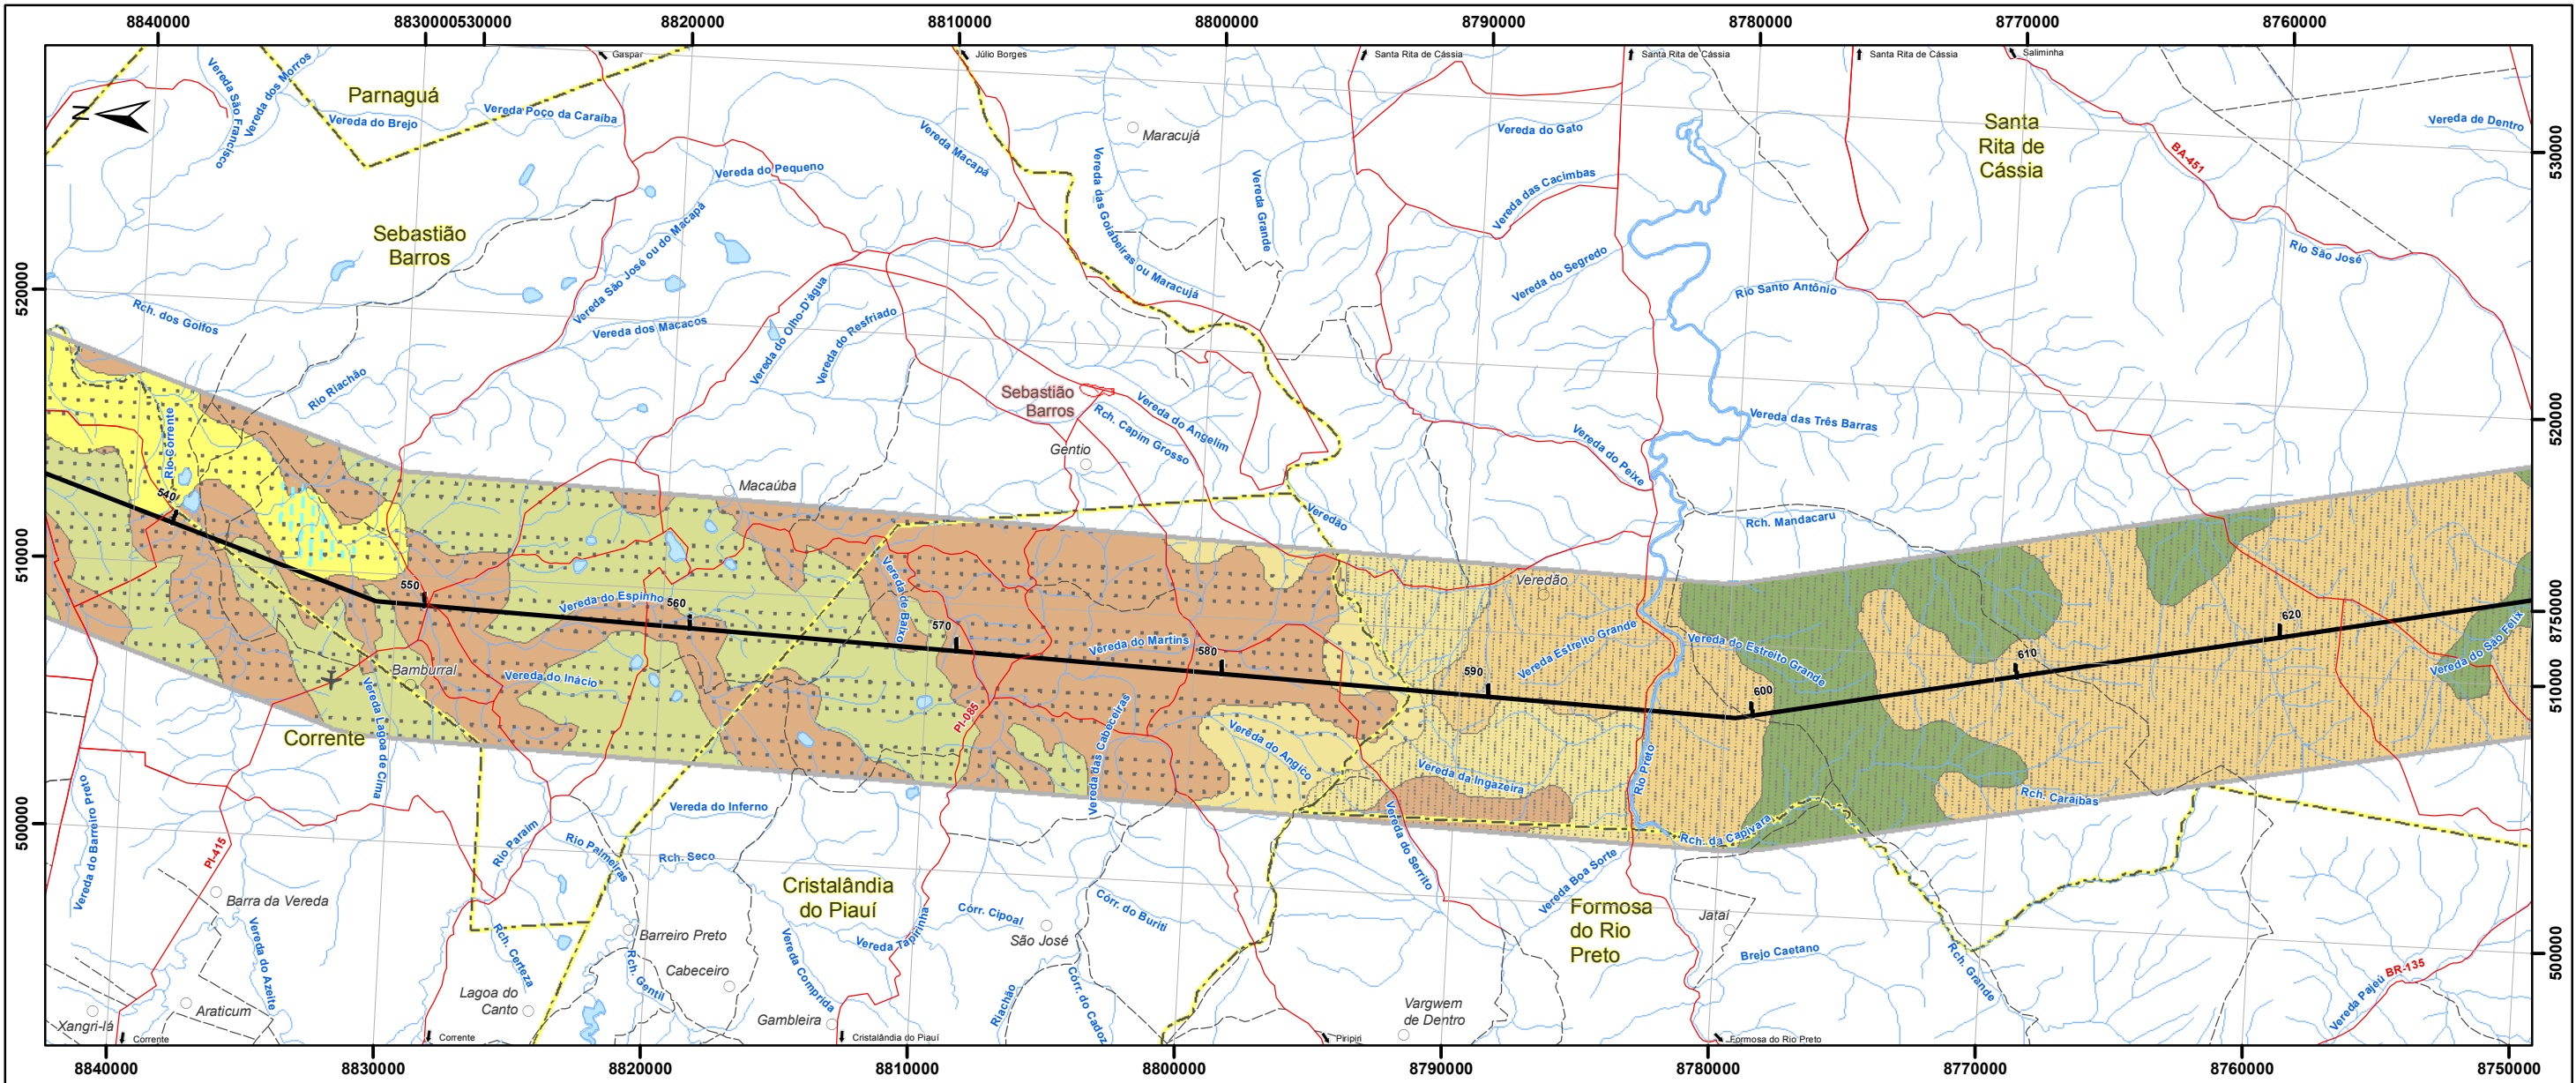 8840000
8830000
530000
8820000
8810000
8800000
8790000
8780000
8770000
8760000
Gaspar
Júlio Borges
Santa Rita de Cássia
Santa Rita de Cássia
Santa Rita de Cássia
Saliminha
N
Vereda São Francisco
Vereda dos Morros
Parnaguá
Vereda do Brejo
Vereda Poço da Caraíba
Vereda Macapá
Maracujá
Vereda do Gato
Santa
Rita de
Cássia
Vereda de Dentro
BA-451
530000
Vereda do Pequeno
Vereda das Goiabeiras ou Maracujá
Vereda Grande
Vereda das Cacimbas
Sebastião
Barros
Vereda São José ou do Macapá
Vereda do Segredo
Rio São José
520000
Rch. dos Golfos
Vereda dos Macacos
Vereda do Olho-D'água
Vereda do Resfriado
Rio Santo Antônio
Rio Riachão
Sebastião
Barros
Rch. Capim Grosso
Vereda do Angelim
Vereda do Peixe
Vereda das Três Barras
520000
Rio Corrente
Gentio
Macaúba
540
Veredão
Rch. Mandacaru
510000
550
Vereda do Espinho
560
Vereda de Baixo
570
Vereda do Martins
580
590
Veredão
Vereda Estreito Grande
Vereda do Estreito Grande
600
610
620
8750000
Vereda do São Félix
Bamburral
Vereda do Inácio
510000
Corrente
Vereda Lagoa de Cima
PI-085
Vereda das Cabeceiras
Verêda do Angico
Vereda da Ingazeira
Rio Preto
Rch. Caraíbas
Vereda do Barreiro Preto
500000
PI-415
Rio Paraim
Rio Palmeiras
Vereda do Inferno
Rch. Seco
Vereda do Serrito
Vereda Boa Sorte
Rch. da Capivara
Barra da Vereda
Vereda do Azeite
Cristalândia
do Piauí
Vereda Tapirinha
Córr. Cipoal
São José
Córr. do Buriti
Formosa
do Rio
Preto
Jataí
Brejo Caetano
Rch. Grande
BR-135
Vereda Pajeú
500000
Rch. Certeza
Barreiro Preto
Rch. Gentil
Cabeceiro
Vereda Comprida
Lagoa do
Canto
Gambleira
Riachão
Córr. do Cadoz
Vargwem
de Dentro
Xangri-lá
Araticum
Corrente
Corrente
Cristalândia do Piauí
Piripiri
Formosa do Rio Preto
8840000
8830000
8820000
8810000
8800000
8790000
8780000
8770000
8760000
8750000